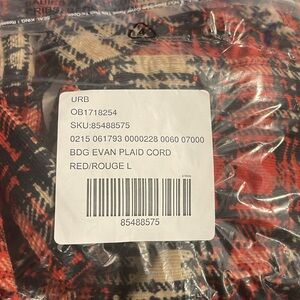 URB
OB1718254
SKU:85488575
0215 061793 0000228 0060 07000
BDG EVAN PLAID CORD
RED/ROUGE L
85488575